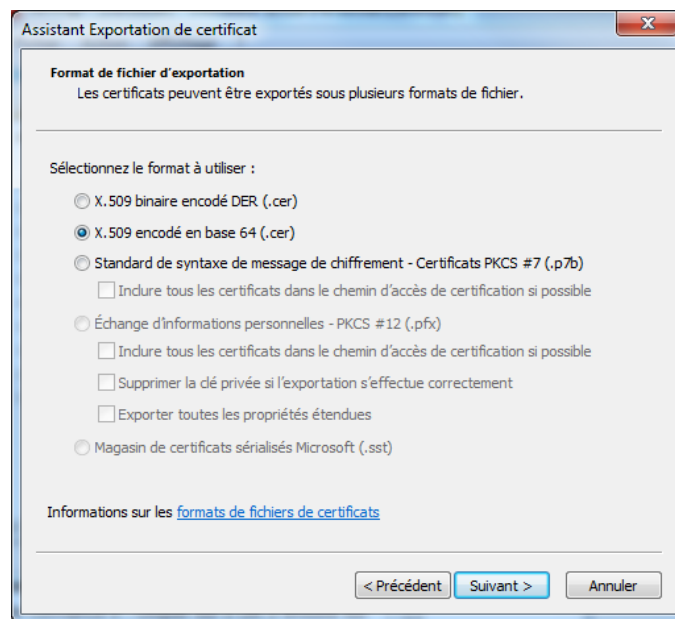 Assistant Exportation de certificat
Format de fichier d'exportation
Les certificats peuvent être exportés sous plusieurs formats de fichier.
Sélectionnez le format à utiliser :
X.509 binaire encodé DER (.cer)
X.509 encodé en base 64 (.cer)
Standard de syntaxe de message de chiffrement - Certificats PKCS #7 (.p7b)
Inclure tous les certificats dans le chemin d'accès de certification si possible
Échange d'informations personnelles - PKCS #12 (.pfx)
Inclure tous les certificats dans le chemin d'accès de certification si possible
Supprimer la clé privée si l'exportation s'effectue correctement
Exporter toutes les propriétés étendues
Magasin de certificats sérialisés Microsoft (.sst)
Informations sur les formats de fichiers de certificats
< Précédent Suivant > Annuler